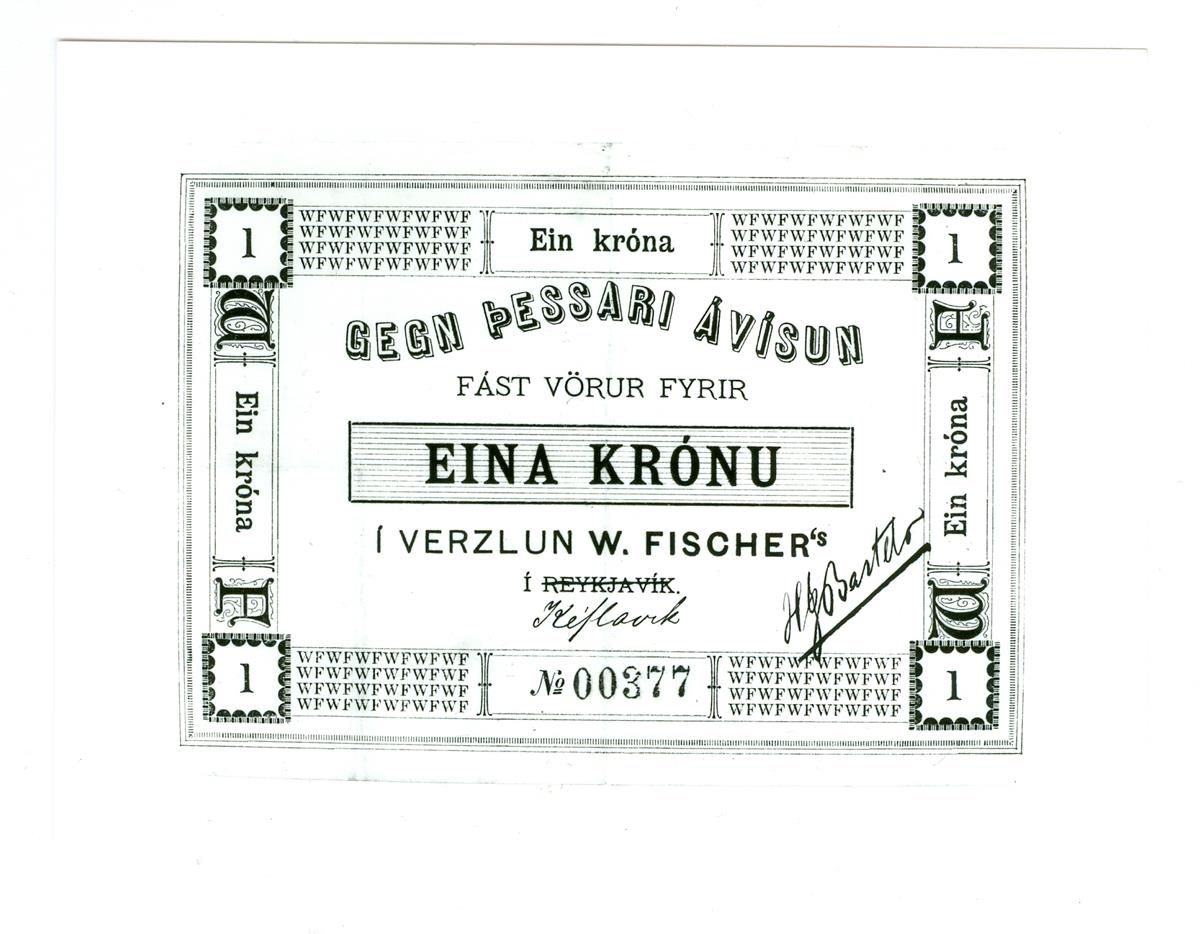 1
WFWFWFWFWFWF
WFWFWFWFWFWF
WFWFWFWFWFWF
WFWFWFWFWFWF
Ein króna
WFWFWFWFWFWF
WFWFWFWFWFWF
WFWFWFWFWFWF
WFWFWFWFWFWF
1
W
Ein króna
F
GEGN ÞESSARI ÁVÍSUN
FÁST VÖRUR FYRIR
EINA KRÓNU
Í VERZLUN W. FISCHER's
Í REYKJAVÍK.
Keflavik
F
Ein króna
W
1
WFWFWFWFWFWF
WFWFWFWFWFWF
WFWFWFWFWFWF
WFWFWFWFWFWF
No 00377
WFWFWFWFWFWF
WFWFWFWFWFWF
WFWFWFWFWFWF
WFWFWFWFWFWF
1